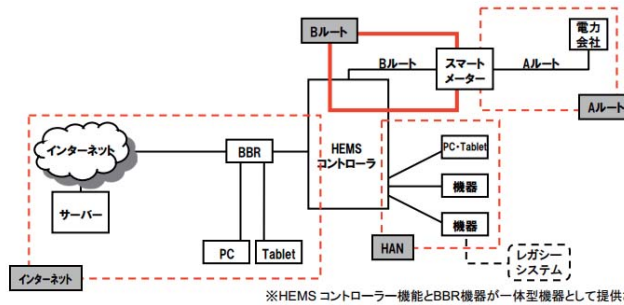 Bルート
電力
会社
Bルート
スマート
メーター
Aルート
Aルート
インターネット
BBR
HEMS
コントローラ
PC・Tablet
機器
サーバー
機器
PC
Tablet
HAN
レガシー
システム
インターネット
※HEMS コントローラー機能とBBR機器が一体型機器として提供